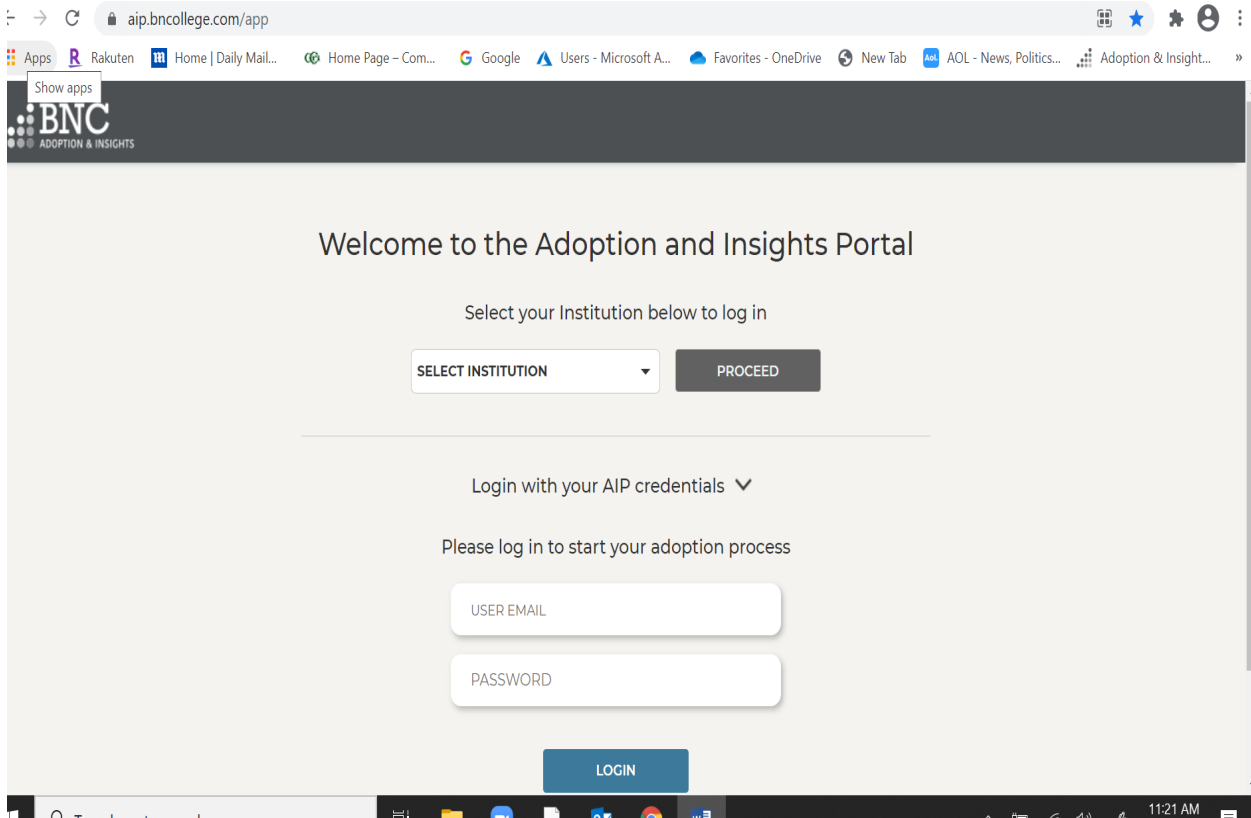 aip.bncollege.com/app
Apps Rakuten Home | Daily Mail... Home Page – Com... Google Users - Microsoft A... Favorites - OneDrive New Tab Aol. AOL - News, Politics... Adoption & Insight... »
Show apps
BNC
ADOPTION & INSIGHTS
Welcome to the Adoption and Insights Portal
Select your Institution below to log in
SELECT INSTITUTION PROCEED
Login with your AIP credentials
Please log in to start your adoption process
USER EMAIL
PASSWORD
LOGIN
11:21 AM